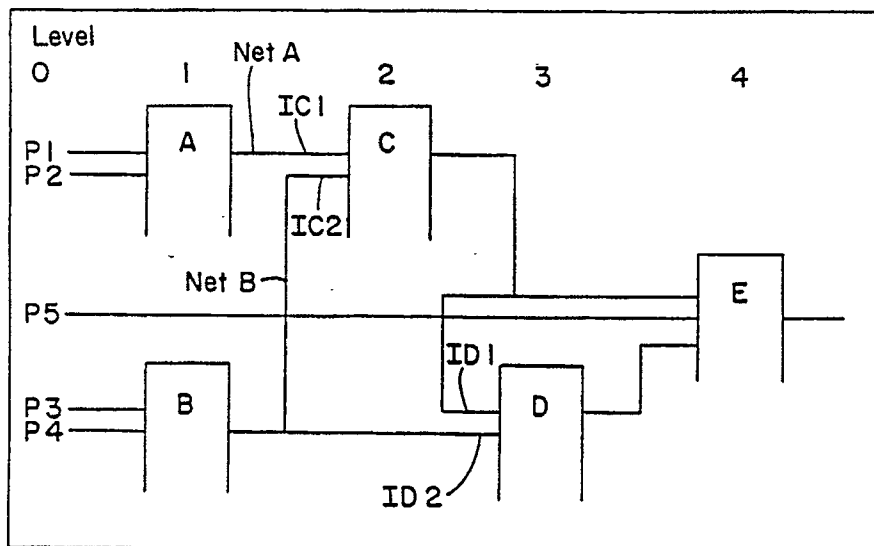 Level
0 1 2 3 4
Net A
IC1
A
C
P1
P2
IC2
Net B
E
P5
ID1
B
D
P3
P4
ID2